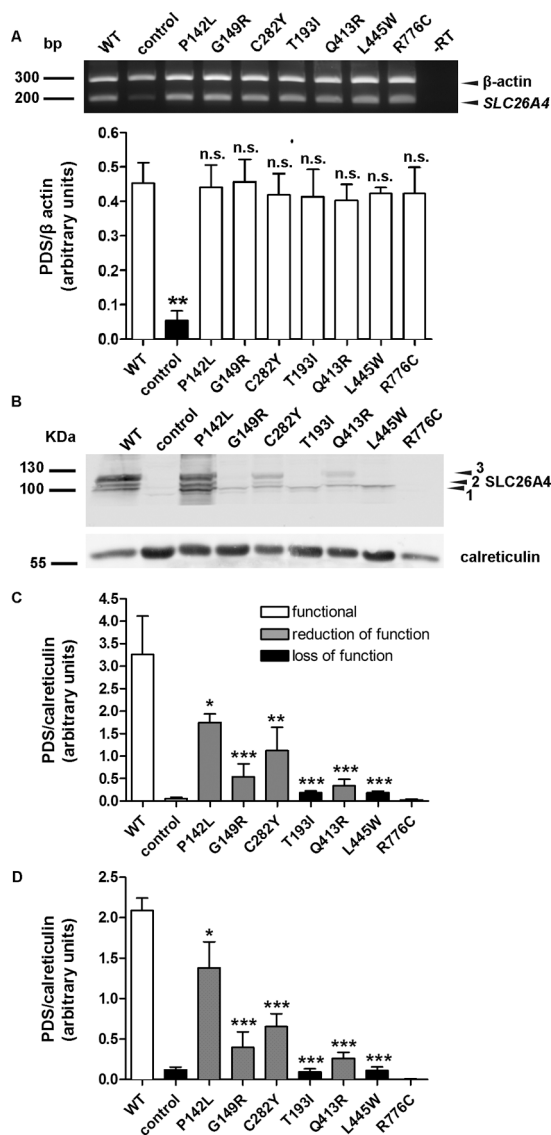 A
bp
WT control P142L G149R C282Y T193I Q413R L445W R776C -RT
300
200
β-actin
SLC26A4
PDS/β actin
(arbitrary units)
0.6
0.5
0.4
0.3
0.2
0.1
0.0
**
n.s. n.s. n.s. n.s. n.s. n.s. n.s.
WT control P142L G149R C282Y T193I Q413R L445W R776C
B
KDa
WT control P142L G149R C282Y T193I Q413R L445W R776C
130
100
3
2 SLC26A4
1
55
calreticulin
C
PDS/calreticulin
(arbitrary units)
4.5
4.0
3.5
3.0
2.5
2.0
1.5
1.0
0.5
0.0
functional
reduction of function
loss of function
* *** ** *** *** ***
WT control P142L G149R C282Y T193I Q413R L445W R776C
D
PDS/calreticulin
(arbitrary units)
2.5
2.0
1.5
1.0
0.5
0.0
* *** *** *** *** ***
WT control P142L G149R C282Y T193I Q413R L445W R776C